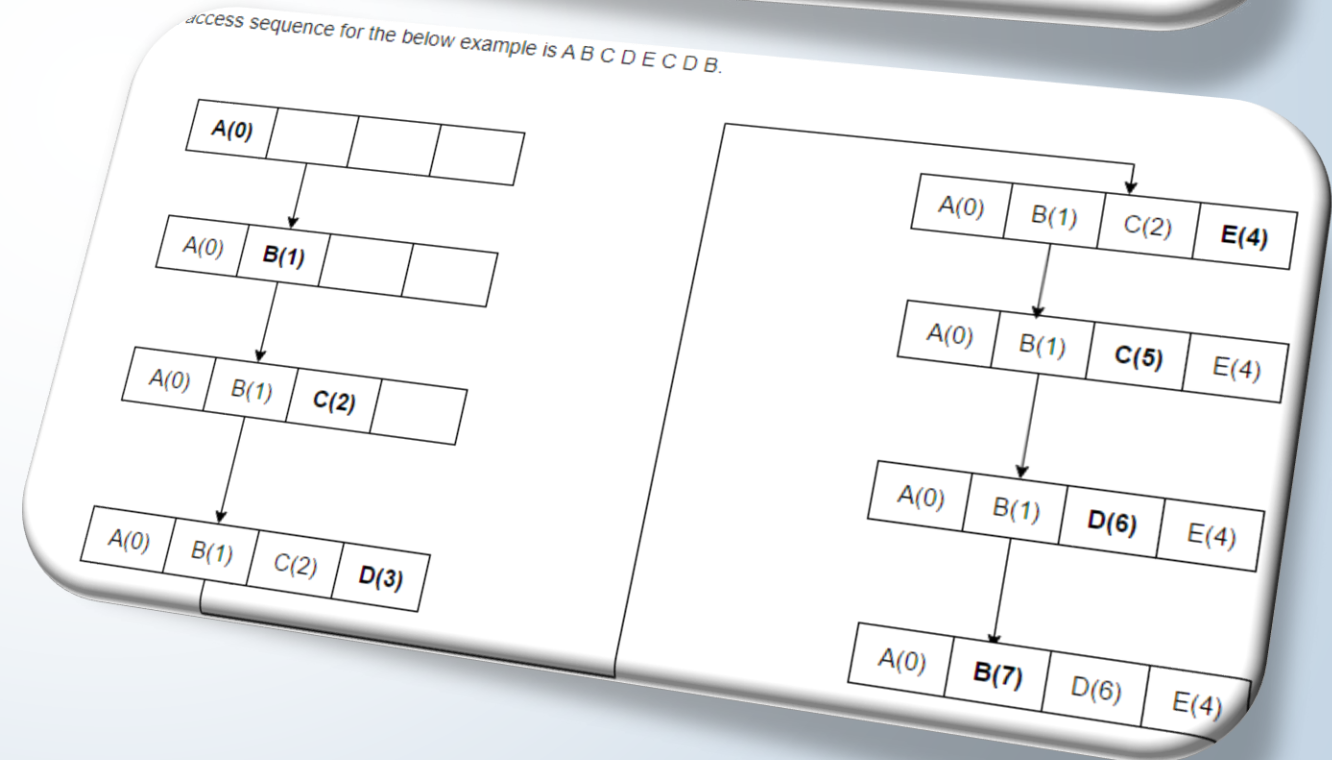 access sequence for the below example is A B C D E C D B.
A(0)
A(0) B(1)
A(0) B(1) C(2)
A(0) B(1) C(2) D(3)
A(0) B(1) C(2) E(4)
A(0) B(1) C(5) E(4)
A(0) B(1) D(6) E(4)
A(0) B(7) D(6) E(4)